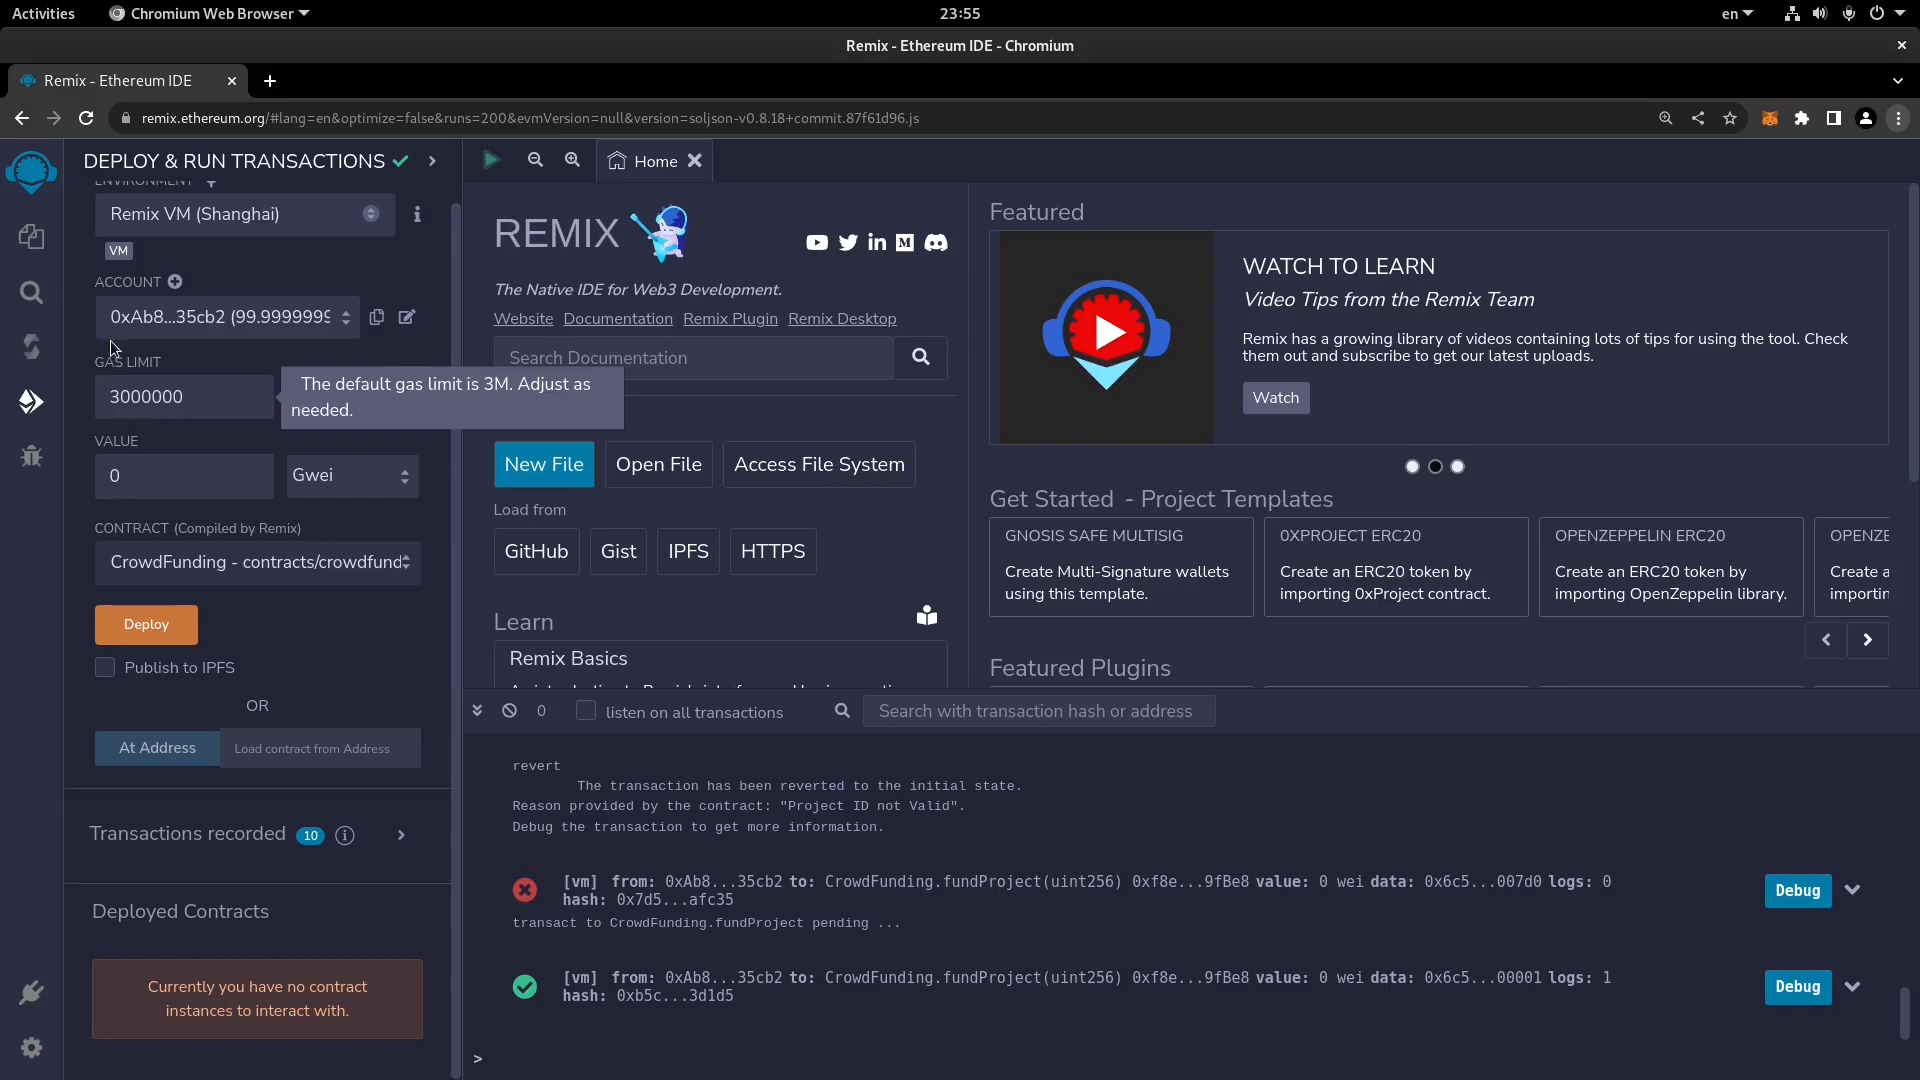 Activities
Chromium Web Browser
23:55
en
Remix - Ethereum IDE - Chromium
Remix - Ethereum IDE
remix.ethereum.org/#lang=en&optimize=false&runs=200&evmVersion=null&version=soljson-v0.8.18+commit.87f61d96.js
DEPLOY & RUN TRANSACTIONS
ENVIRONMENT
Remix VM (Shanghai)
VM
ACCOUNT
0xAb8...35cb2 (99.9999999
GAS LIMIT
3000000
The default gas limit is 3M. Adjust as
needed.
VALUE
0
Gwei
CONTRACT (Compiled by Remix)
CrowdFunding - contracts/crowdfund
Deploy
Publish to IPFS
OR
At Address
Load contract from Address
Transactions recorded 10 i
Deployed Contracts
Currently you have no contract
instances to interact with.
Home
REMIX
The Native IDE for Web3 Development.
Website Documentation Remix Plugin Remix Desktop
Search Documentation
New File
Open File
Access File System
Load from
GitHub
Gist
IPFS
HTTPS
Learn
Remix Basics
Featured
WATCH TO LEARN
Video Tips from the Remix Team
Remix has a growing library of videos containing lots of tips for using the tool. Check
them out and subscribe to get our latest uploads.
Watch
Get Started - Project Templates
GNOSIS SAFE MULTISIG
Create Multi-Signature wallets
using this template.
0XPROJECT ERC20
Create an ERC20 token by
importing 0xProject contract.
OPENZEPPELIN ERC20
Create an ERC20 token by
importing OpenZeppelin library.
OPENZE
Create a
importin
Featured Plugins
0
listen on all transactions
Search with transaction hash or address
revert
The transaction has been reverted to the initial state.
Reason provided by the contract: "Project ID not Valid".
Debug the transaction to get more information.
[vm] from: 0xAb8...35cb2 to: CrowdFunding.fundProject(uint256) 0xf8e...9fBe8 value: 0 wei data: 0x6c5...007d0 logs: 0
hash: 0x7d5...afc35
Debug
transact to CrowdFunding.fundProject pending ...
[vm] from: 0xAb8...35cb2 to: CrowdFunding.fundProject(uint256) 0xf8e...9fBe8 value: 0 wei data: 0x6c5...00001 logs: 1
hash: 0xb5c...3d1d5
Debug
>